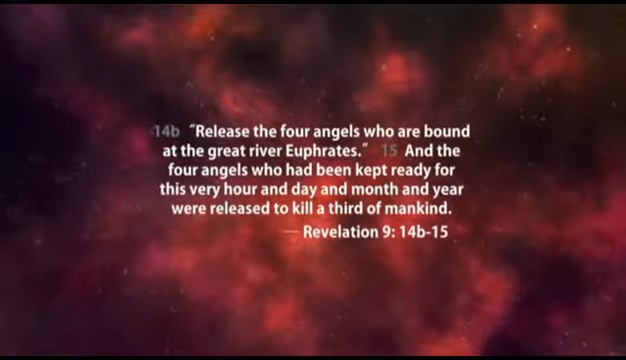 14b "Release the four angels who are bound
at the great river Euphrates." 15 And the
four angels who had been kept ready for
this very hour and day and month and year
were released to kill a third of mankind.
— Revelation 9: 14b-15